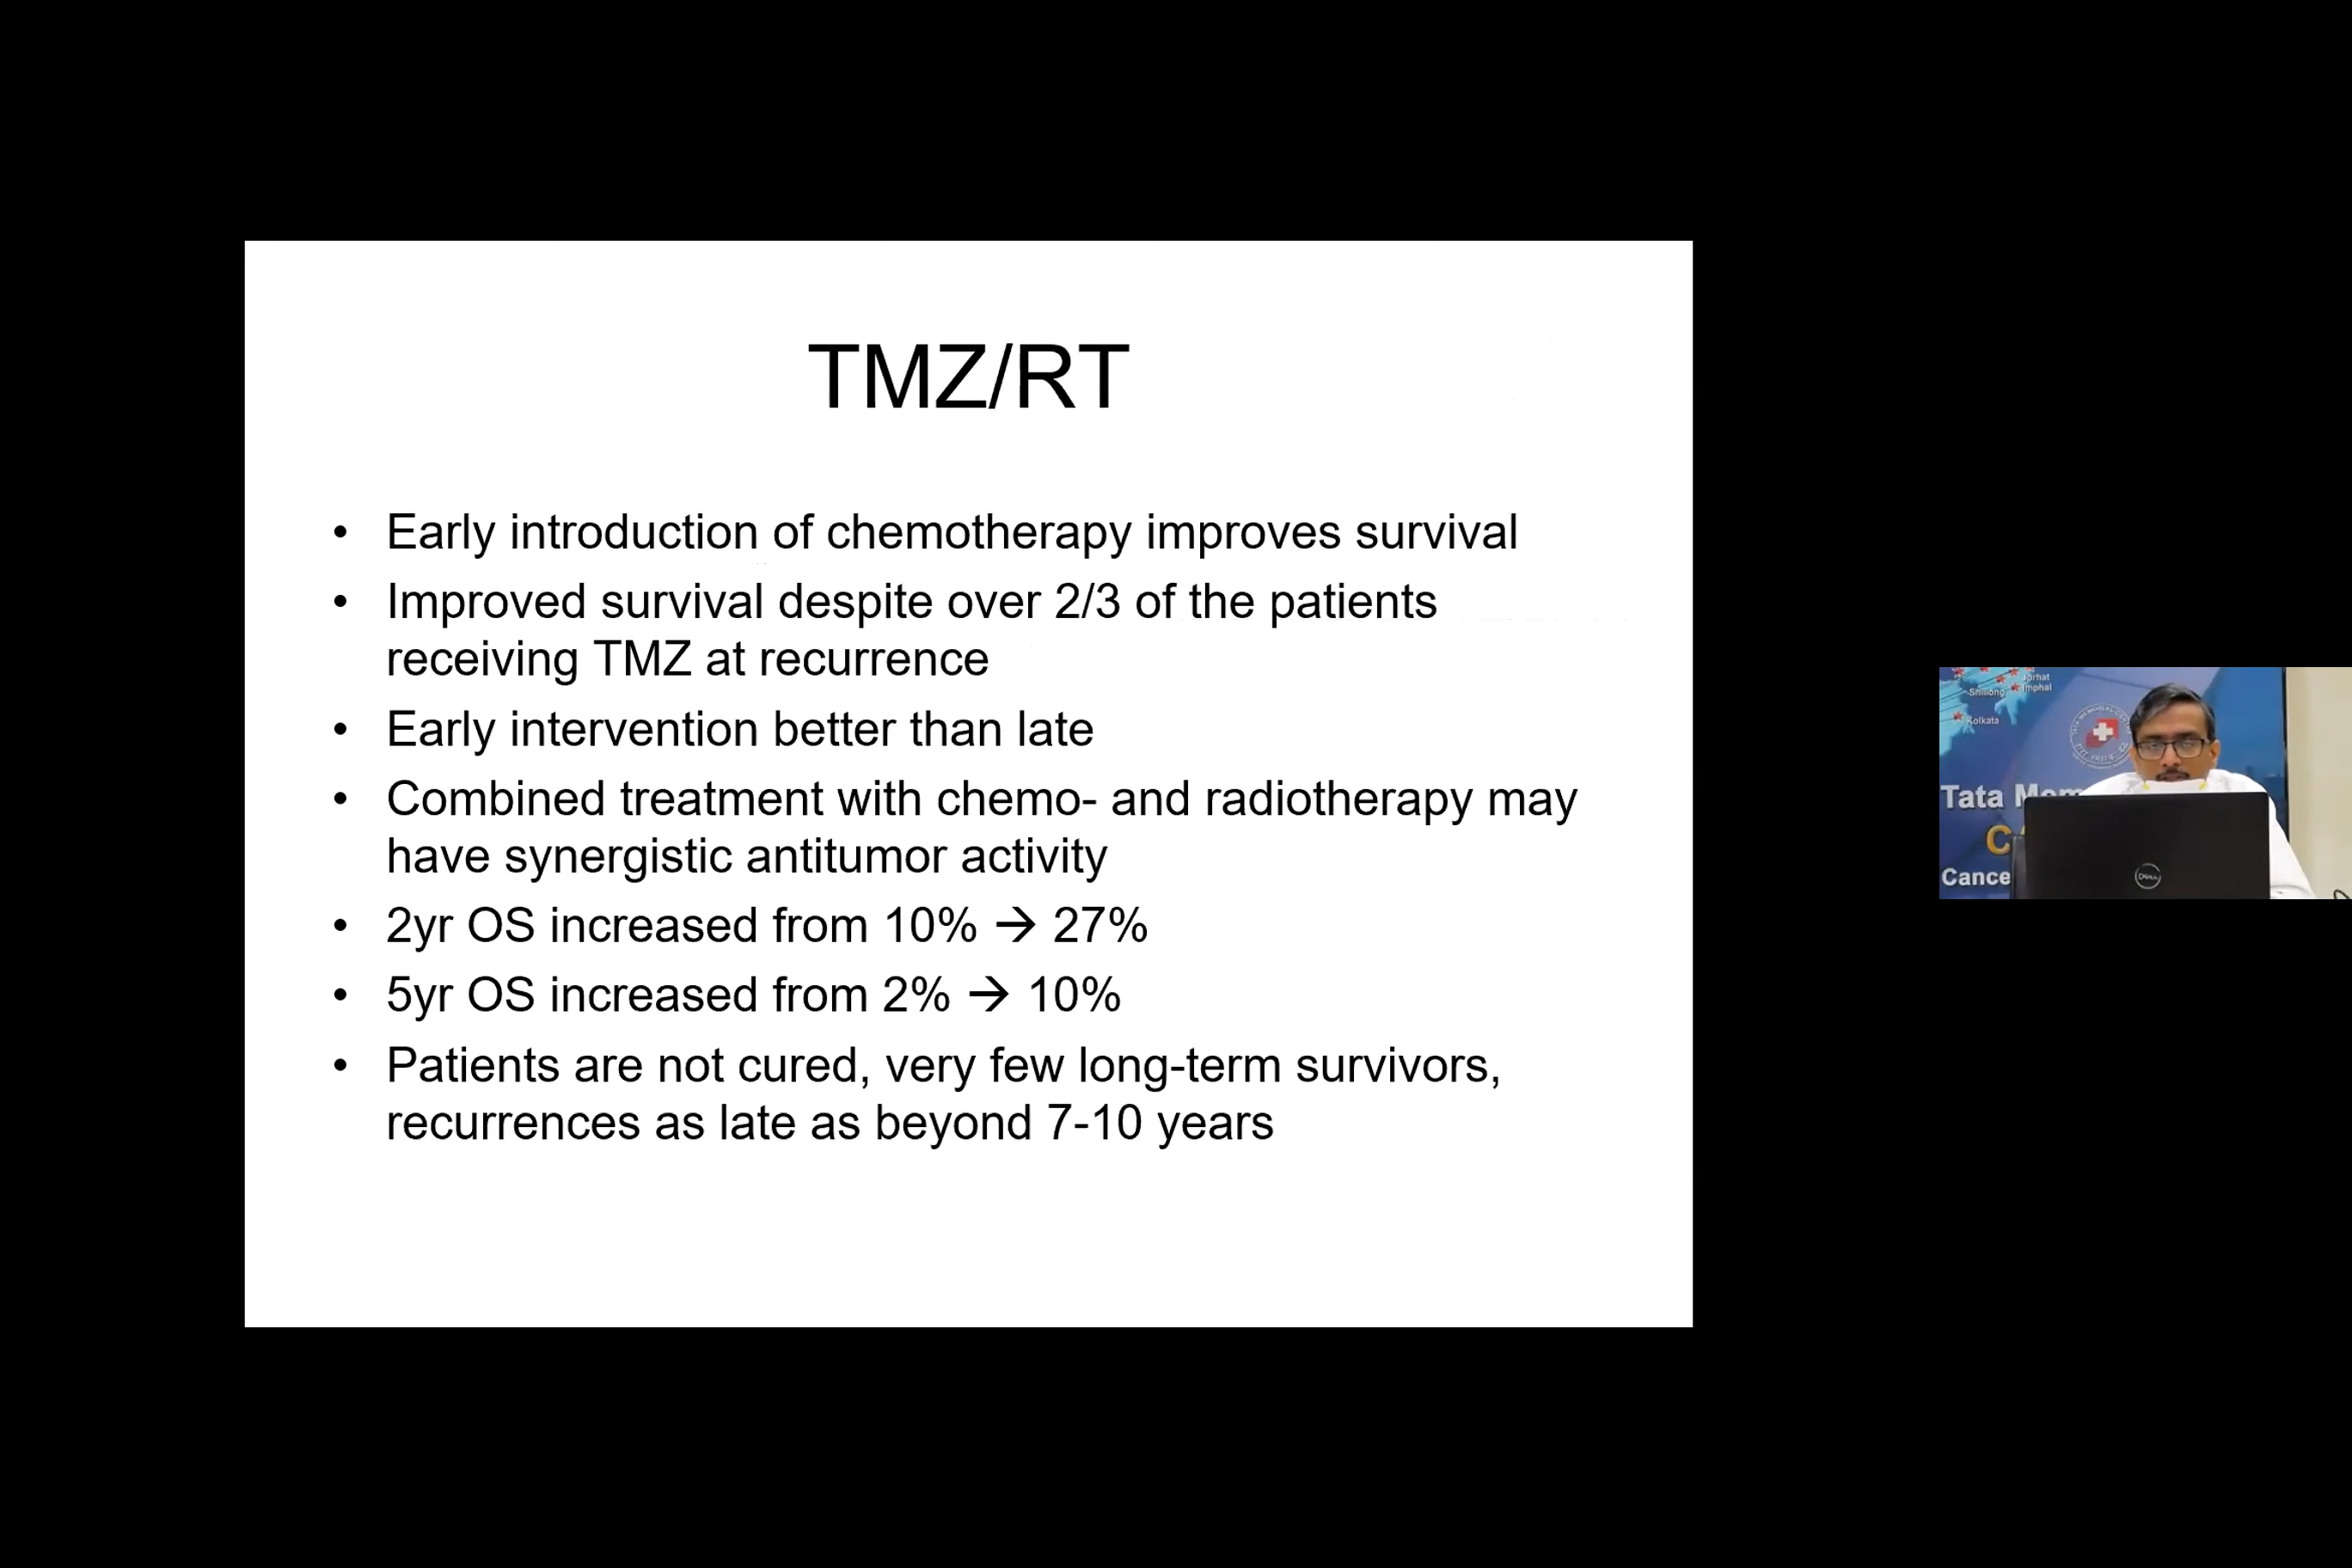 TMZ/RT
• Early introduction of chemotherapy improves survival
• Improved survival despite over 2/3 of the patients
receiving TMZ at recurrence
• Early intervention better than late
• Combined treatment with chemo- and radiotherapy may
have synergistic antitumor activity
• 2yr OS increased from 10% → 27%
• 5yr OS increased from 2% → 10%
• Patients are not cured, very few long-term survivors,
recurrences as late as beyond 7-10 years
Shillong
Imphal
Kolkata
Tata
DELL